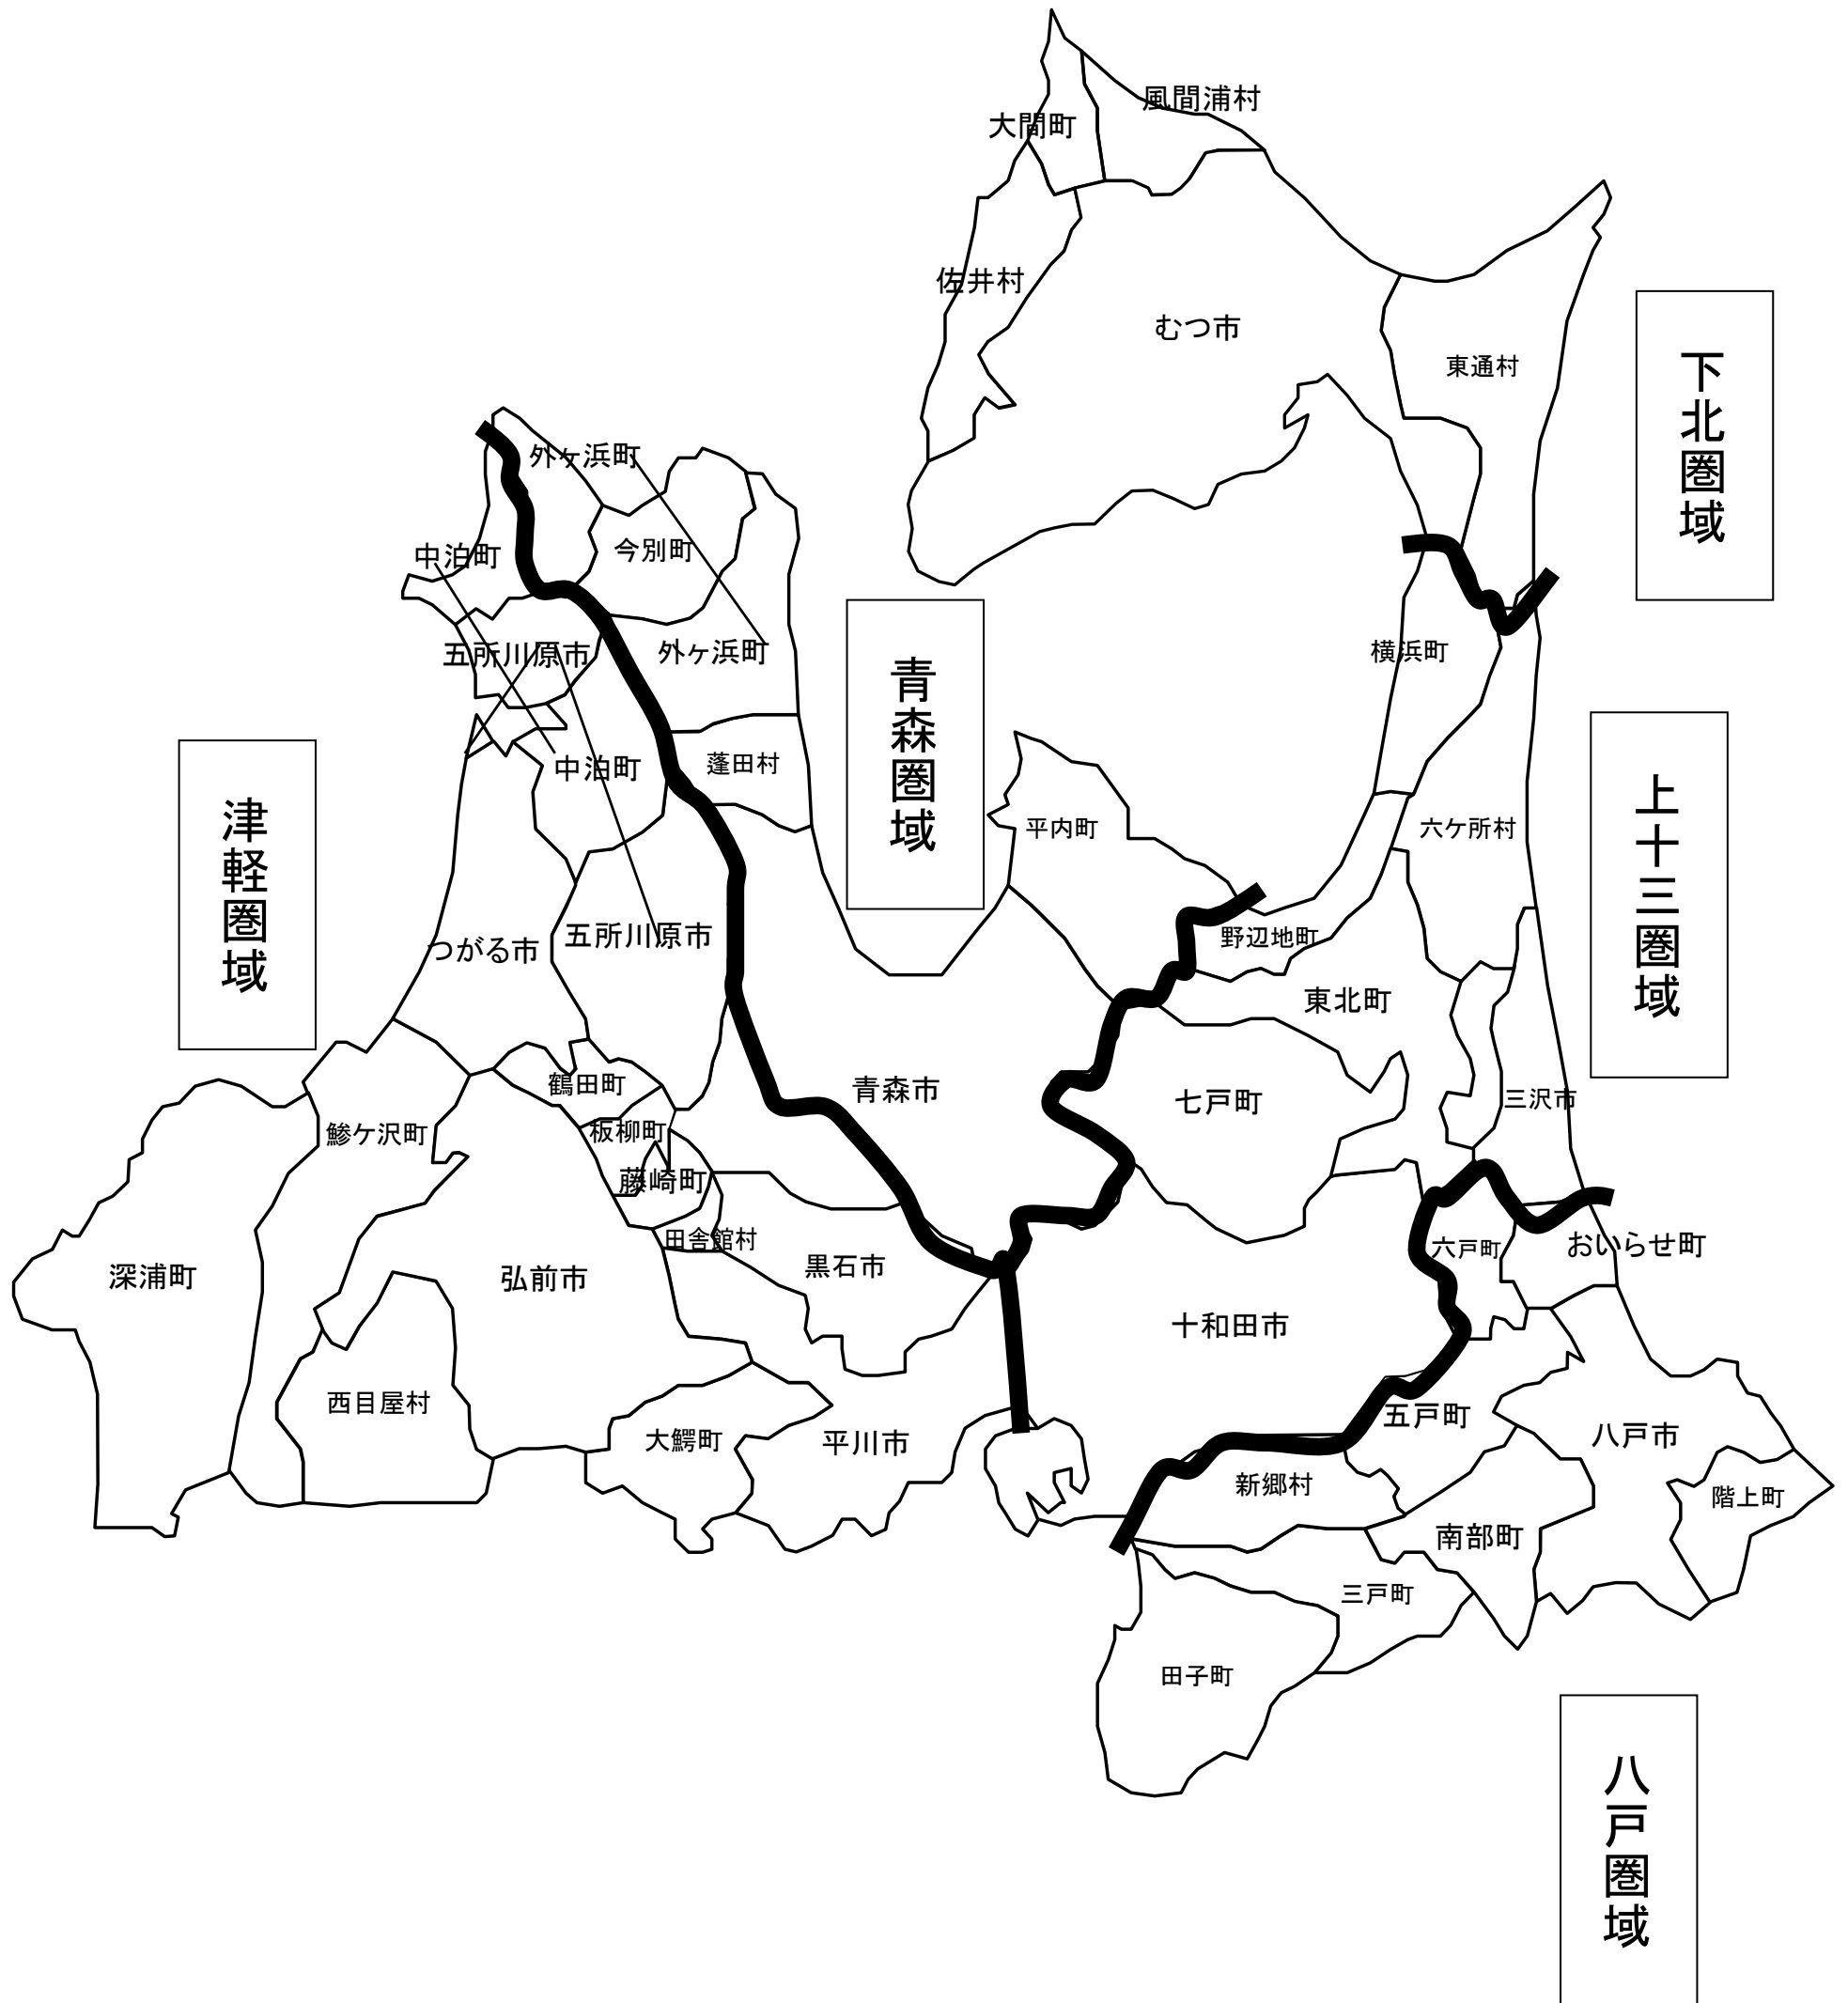 風間浦村
大間町
佐井村
むつ市
東通村
下北圏域
外ヶ浜町
中泊町
今別町
五所川原市
外ヶ浜町
横浜町
青森圏域
蓬田村
中泊町
津軽圏域
平内町
六ケ所村
上十三圏域
つがる市
五所川原市
野辺地町
東北町
鶴田町
青森市
七戸町
三沢市
鰺ケ沢町
板柳町
藤崎町
田舎館村
黒石市
六戸町
おいらせ町
深浦町
弘前市
十和田市
西目屋村
大鰐町
平川市
五戸町
八戸市
新郷村
階上町
南部町
三戸町
田子町
八戸圏域